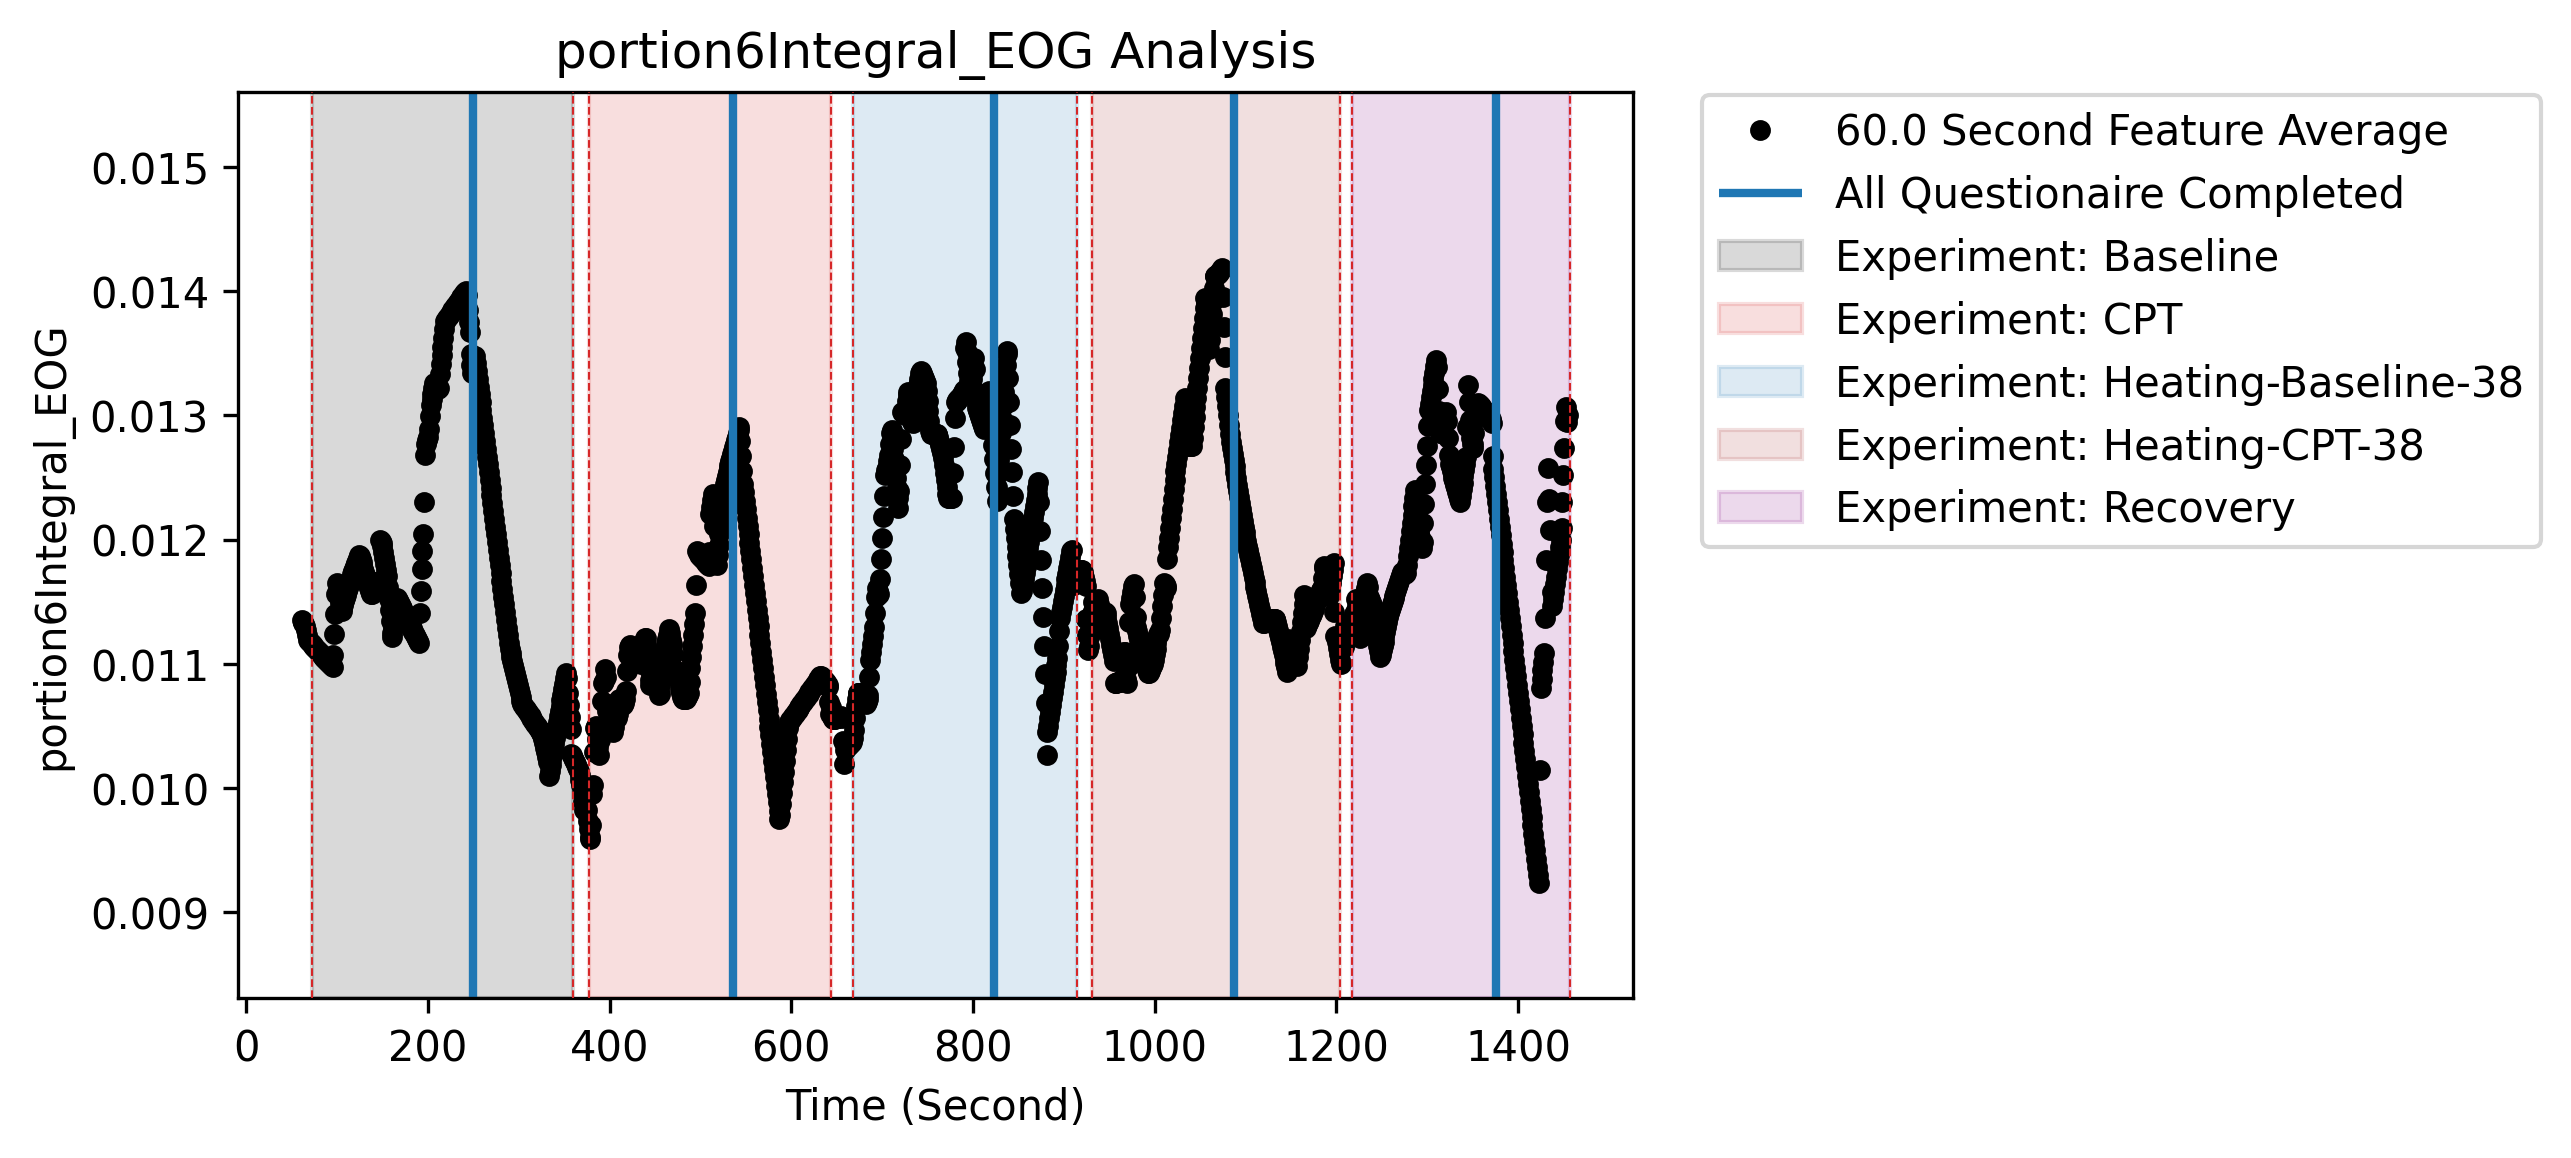 portion6Integral_EOG Analysis
portion6Integral_EOG
0.015
0.014
0.013
0.012
0.011
0.010
0.009
0 200 400 600 800 1000 1200 1400
Time (Second)
60.0 Second Feature Average
All Questionaire Completed
Experiment: Baseline
Experiment: CPT
Experiment: Heating-Baseline-38
Experiment: Heating-CPT-38
Experiment: Recovery